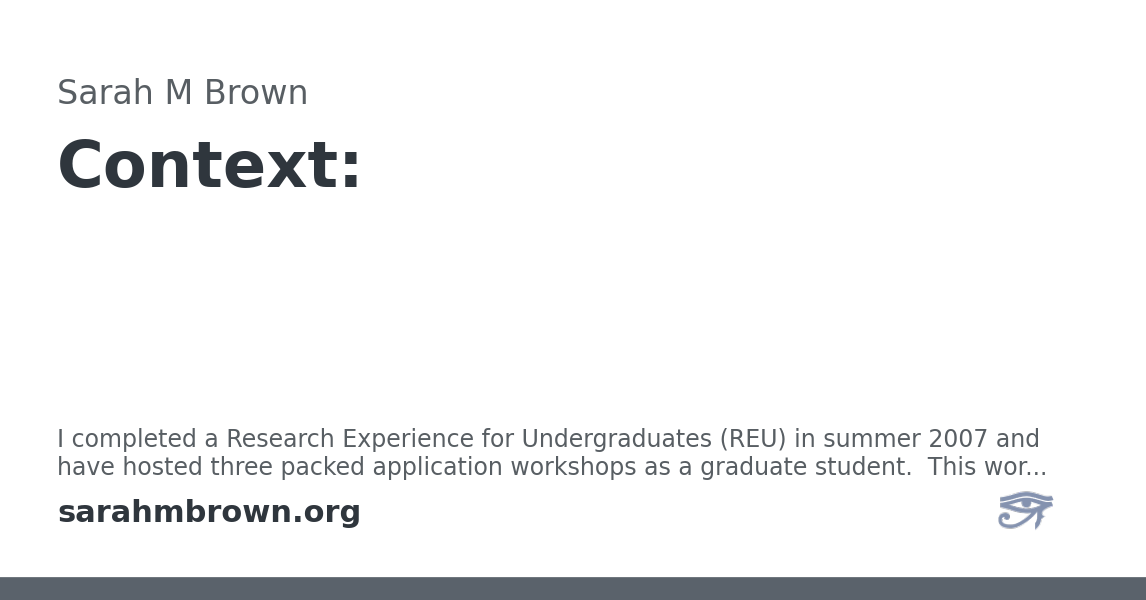 Sarah M Brown
Context:
I completed a Research Experience for Undergraduates (REU) in summer 2007 and
have hosted three packed application workshops as a graduate student.  This wor...
sarahmbrown.org